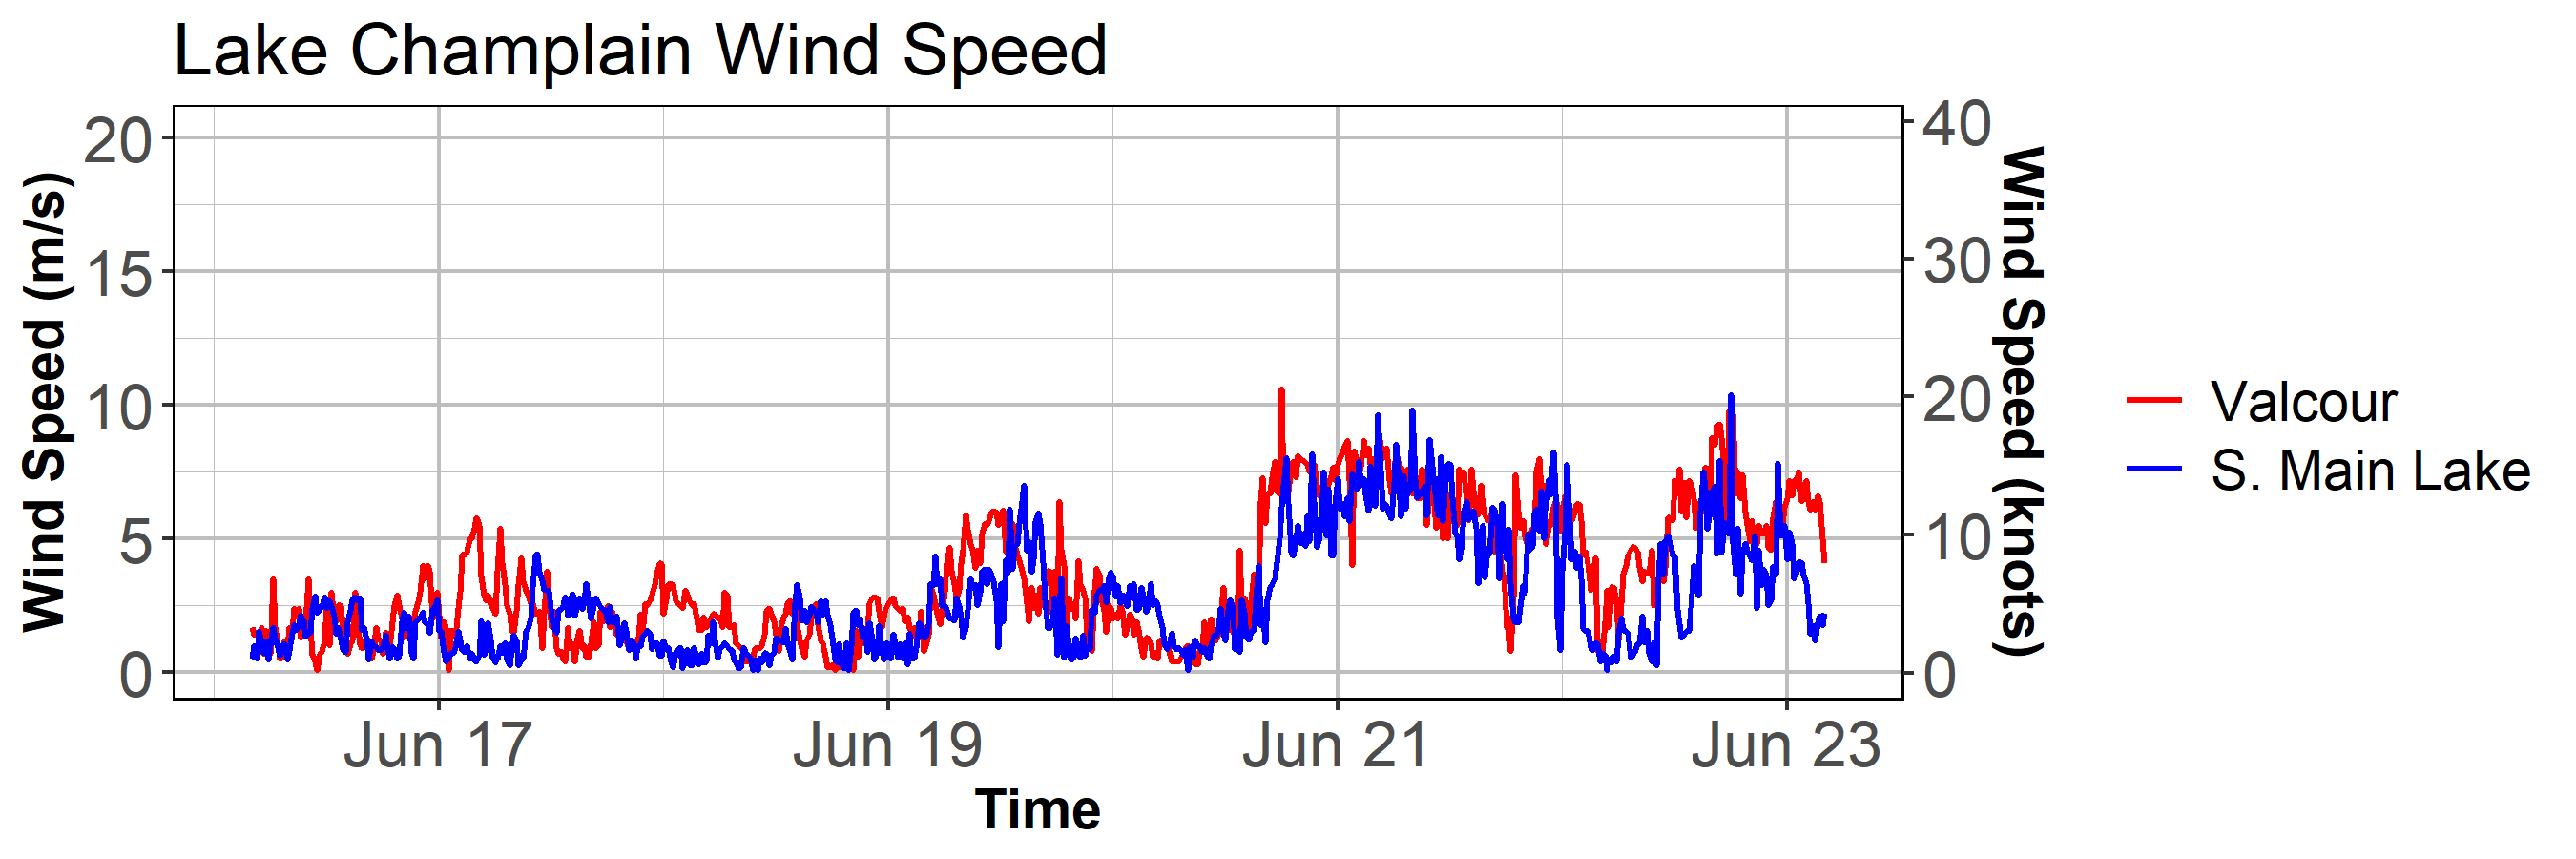 Lake Champlain Wind Speed
Wind Speed (m/s)
20
15
10
5
0
40
30
20
10
0
Wind Speed (knots)
Jun 17
Jun 19
Jun 21
Jun 23
Time
Valcour
S. Main Lake